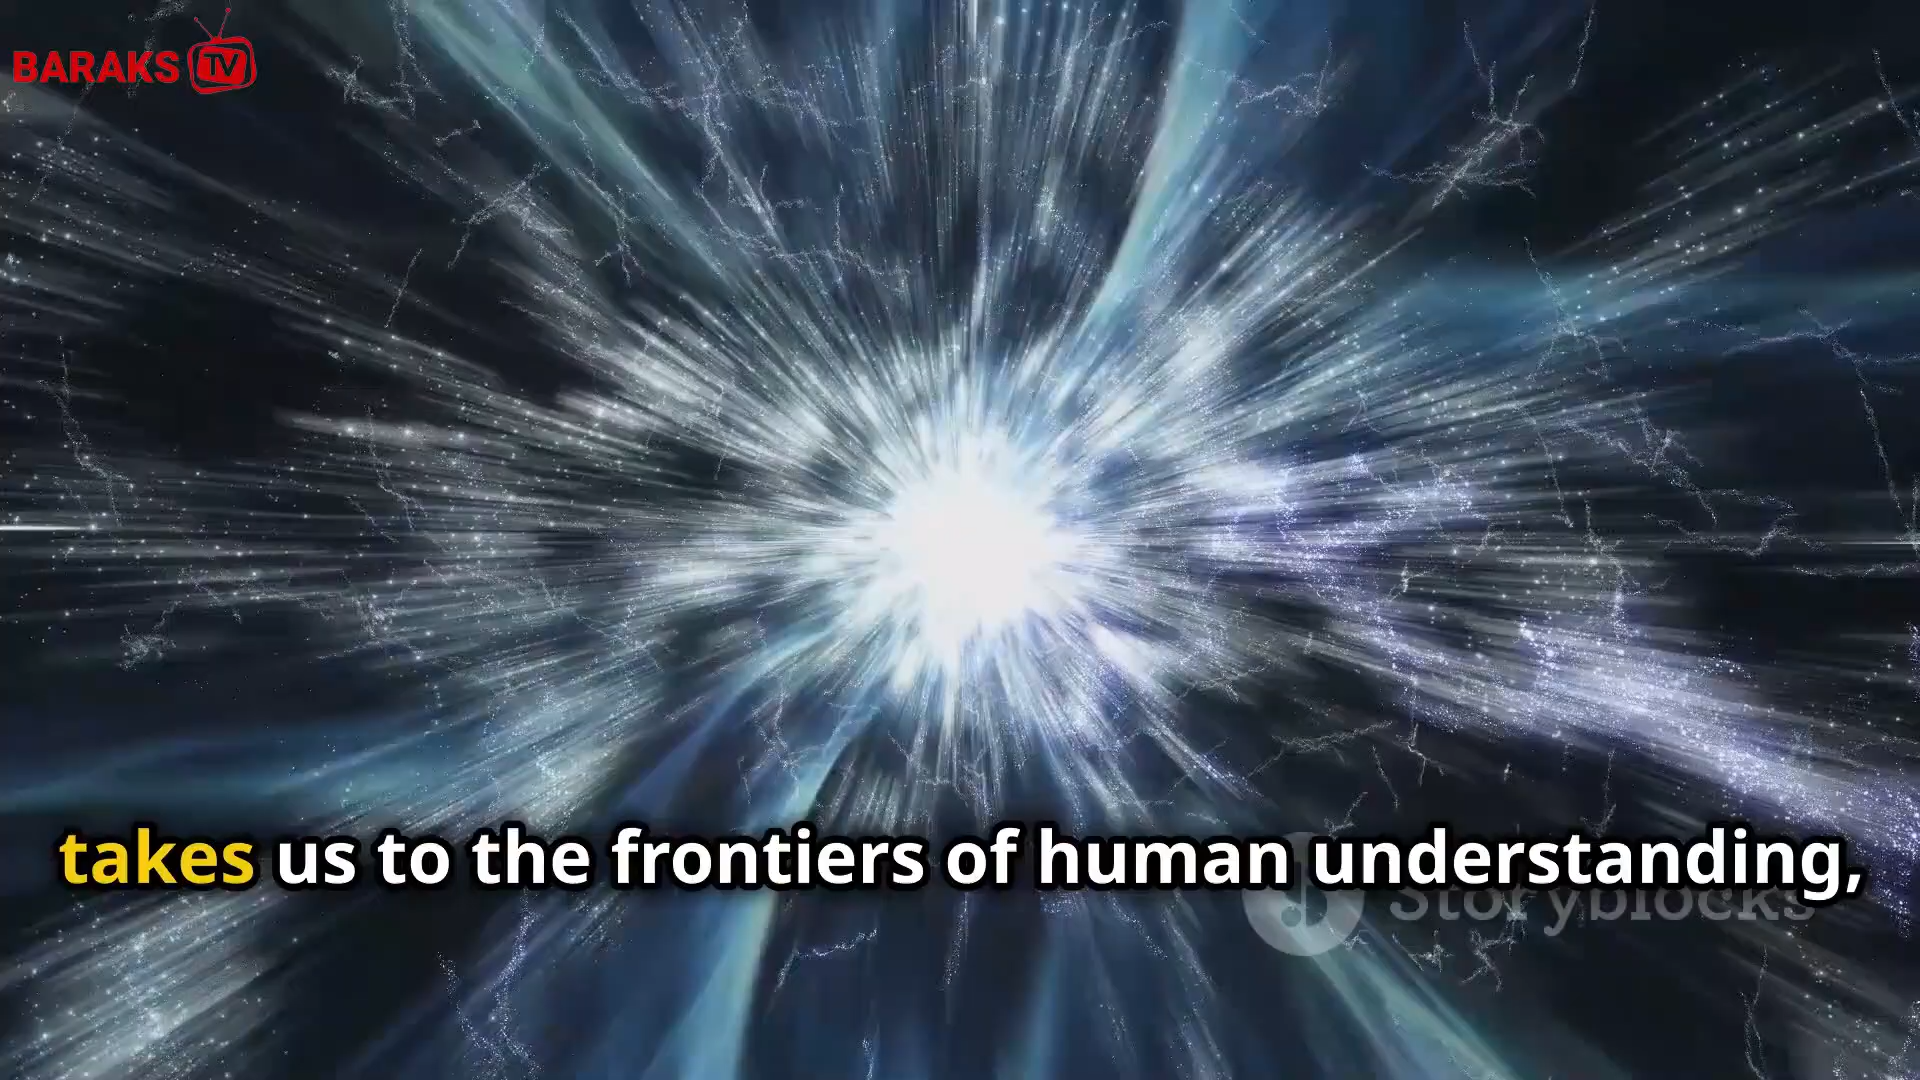 BARAKS TV
takes us to the frontiers of human understanding,
Storyblocks